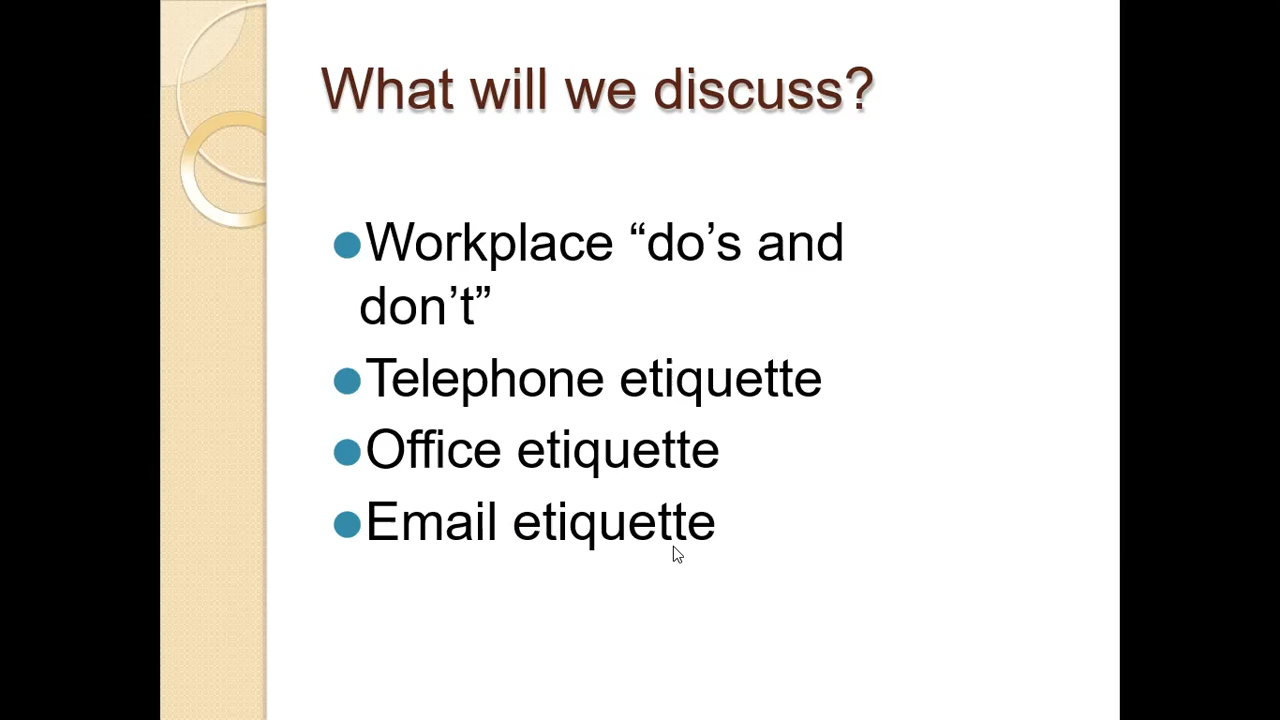 What will we discuss?
●Workplace “do’s and
don’t”
●Telephone etiquette
●Office etiquette
●Email etiquette